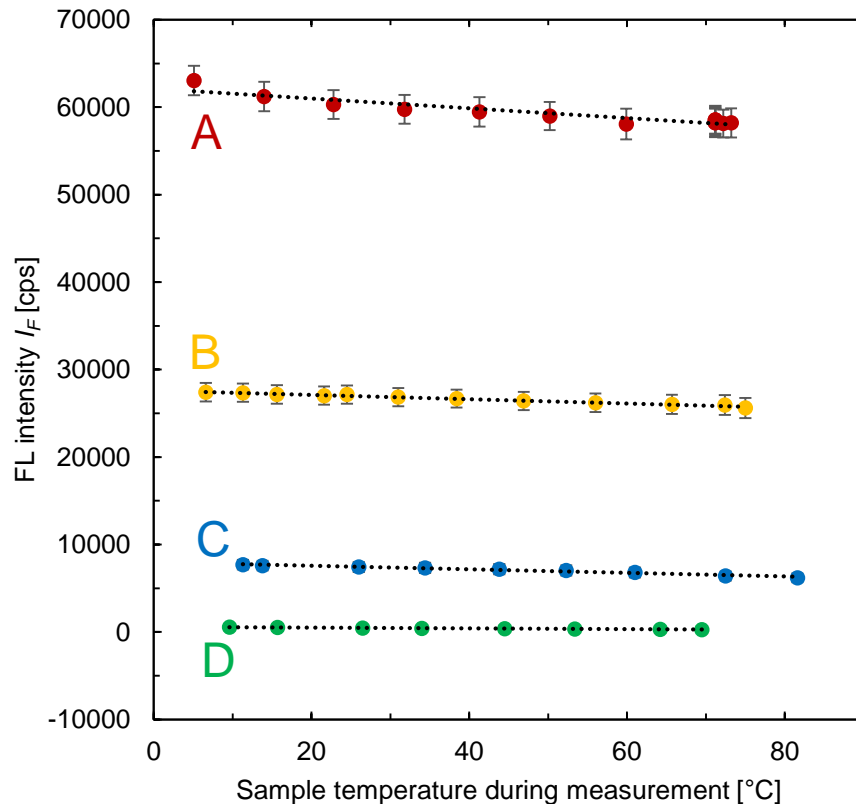 70000
60000
50000
40000
30000
20000
10000
0
-10000
FL intensity I_F [cps]
A
B
C
D
0 20 40 60 80
Sample temperature during measurement [°C]